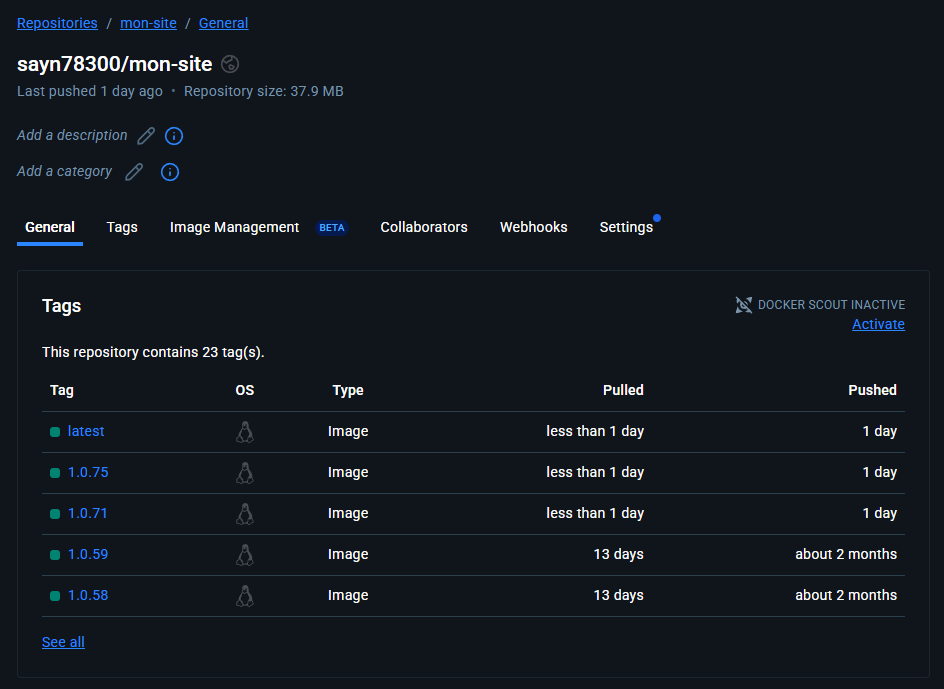 Repositories / mon-site / General
sayn78300/mon-site
Last pushed 1 day ago • Repository size: 37.9 MB
Add a description
Add a category
General Tags Image Management BETA Collaborators Webhooks Settings
Tags
DOCKER SCOUT INACTIVE
Activate
This repository contains 23 tag(s).
Tag OS Type Pulled Pushed
latest Image less than 1 day 1 day
1.0.75 Image less than 1 day 1 day
1.0.71 Image less than 1 day 1 day
1.0.59 Image 13 days about 2 months
1.0.58 Image 13 days about 2 months
See all